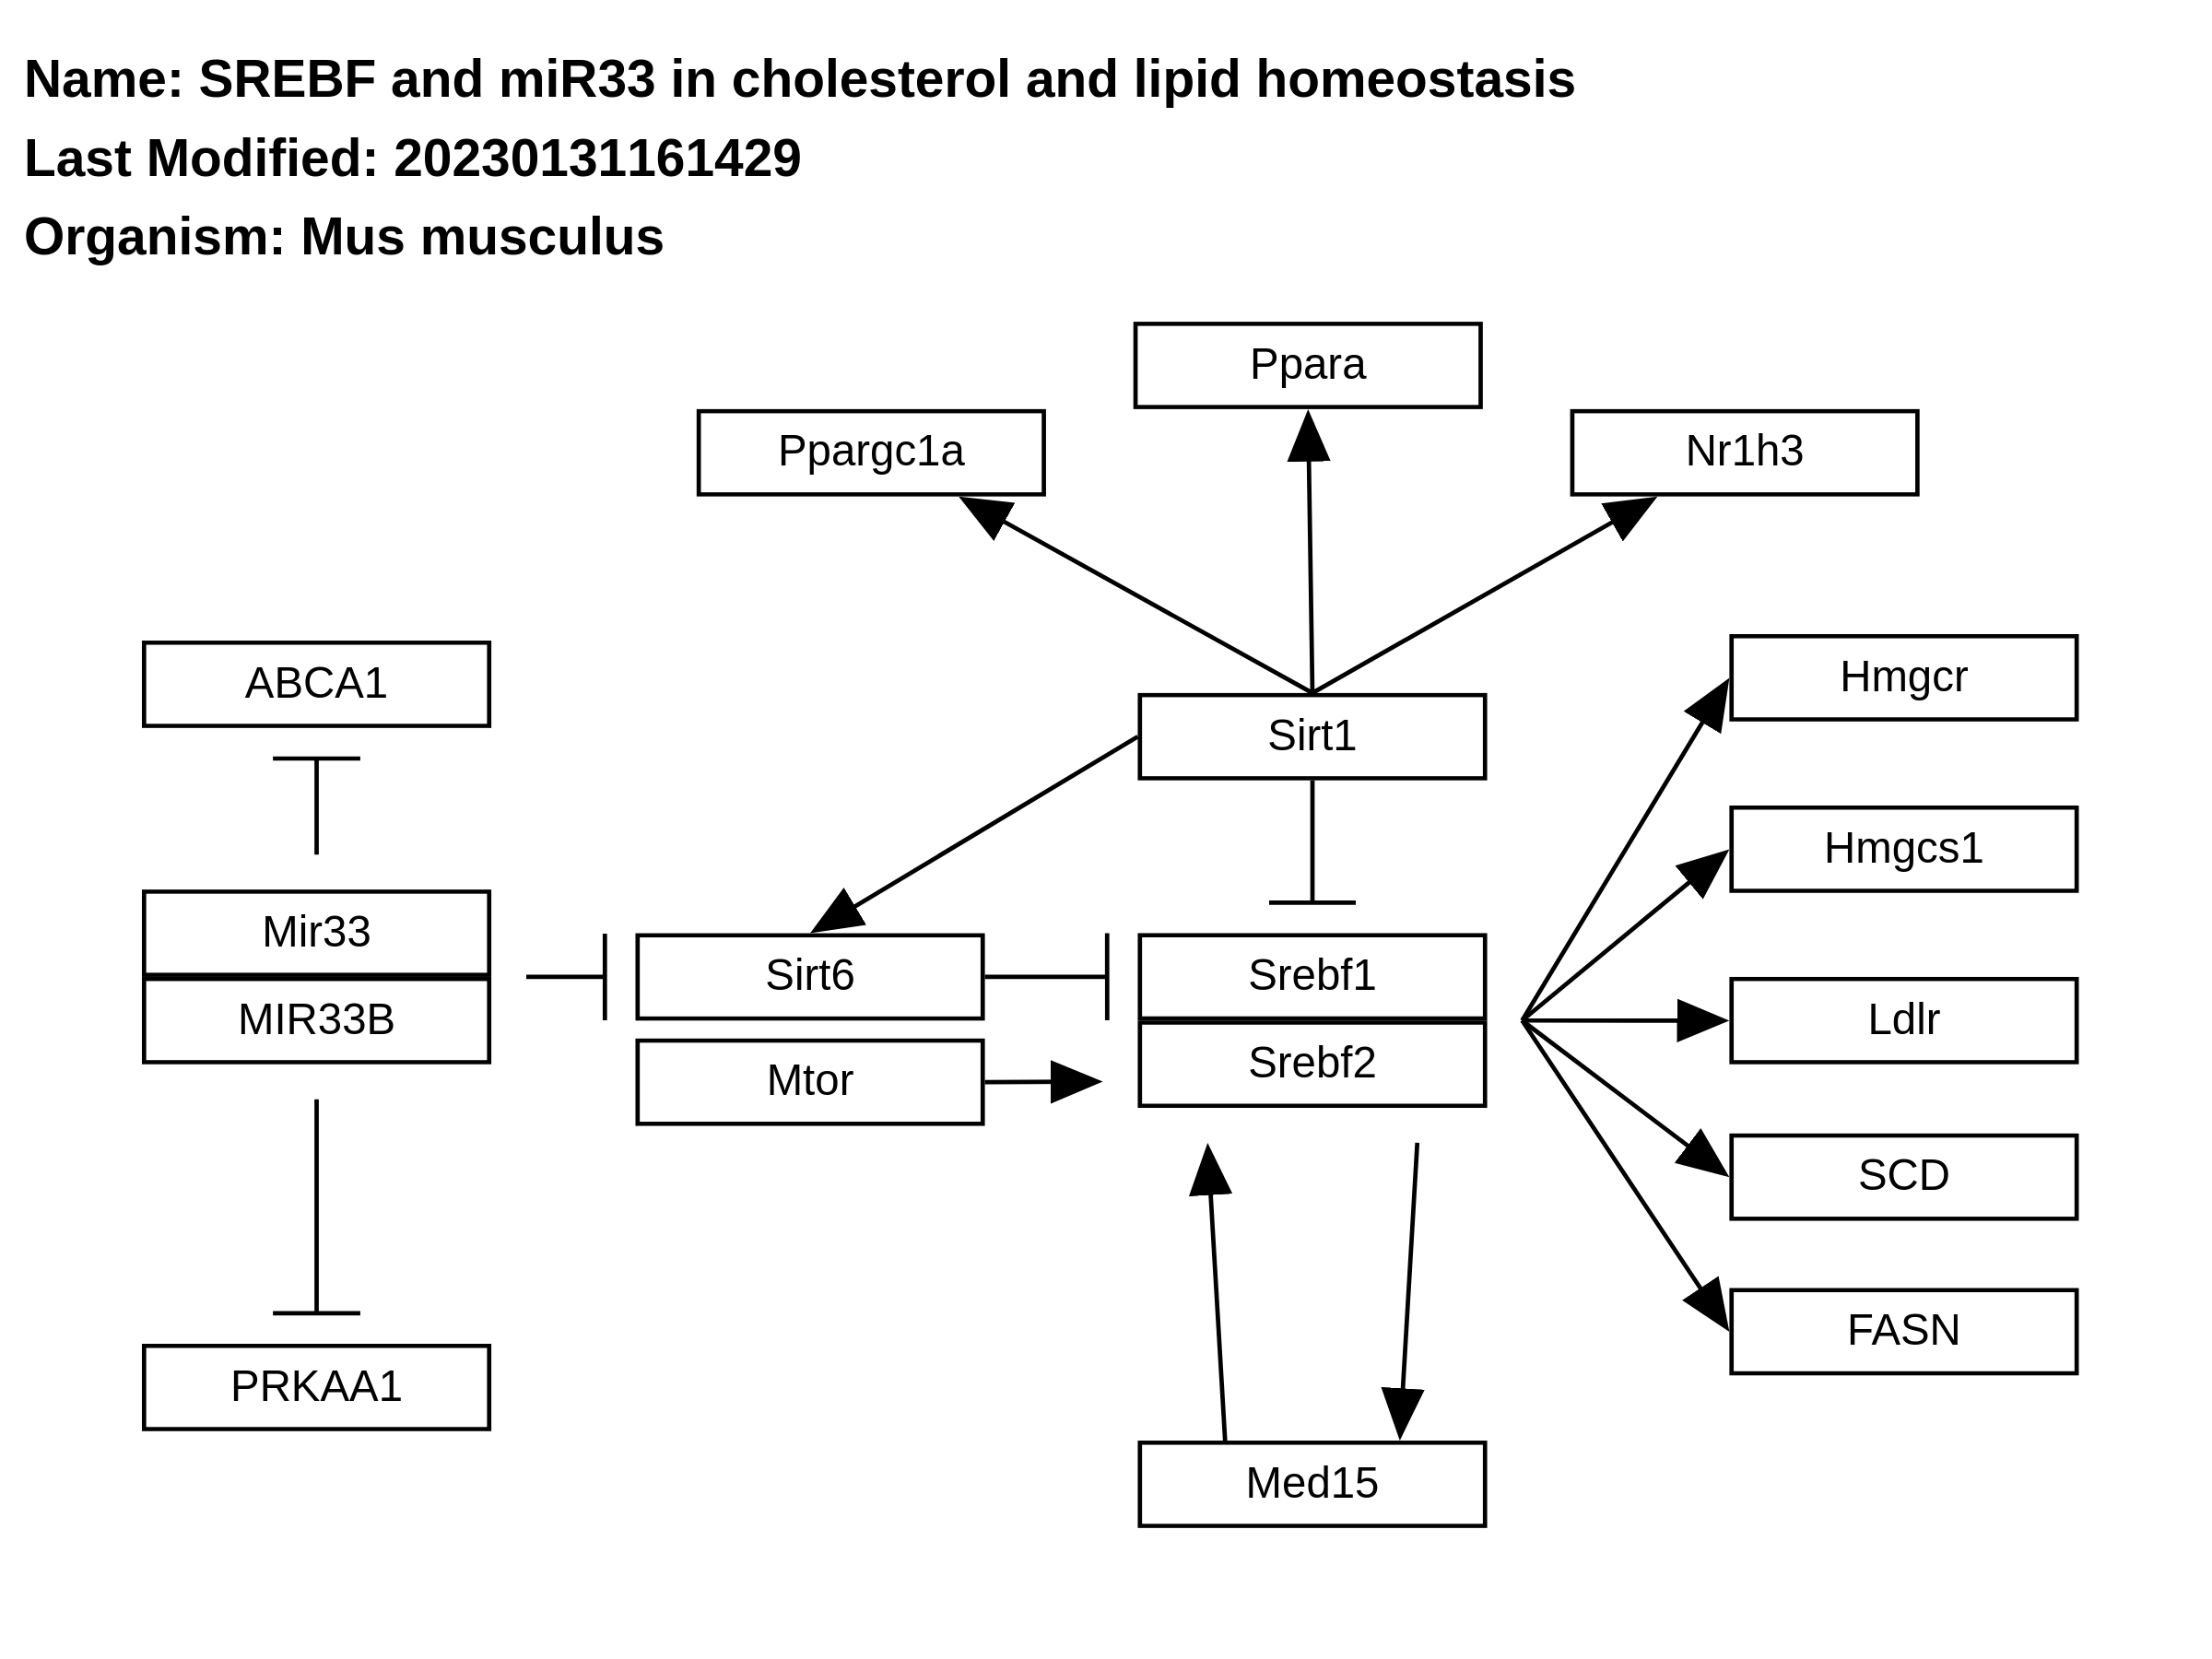 Name: SREBF and miR33 in cholesterol and lipid homeostasis
Last Modified: 20230131161429
Organism: Mus musculus
Ppara
Ppargc1a
Nr1h3
ABCA1
Hmgcr
Sirt1
Hmgcs1
Mir33
MIR33B
Sirt6
Srebf1
Ldlr
Mtor
Srebf2
SCD
FASN
PRKAA1
Med15